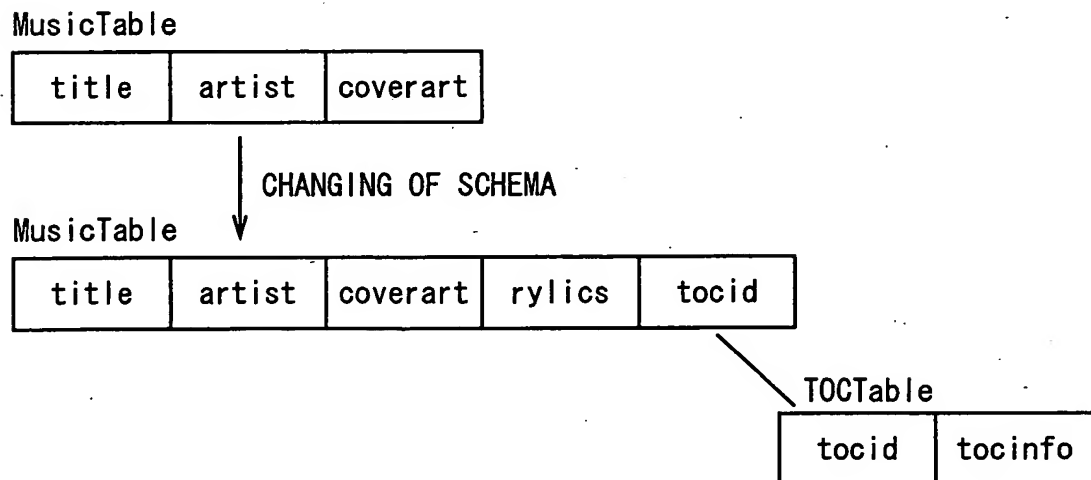 MusicTable
title artist coverart
CHANGING OF SCHEMA
MusicTable
title artist coverart rylics tocid
TOCTable
tocid tocinfo